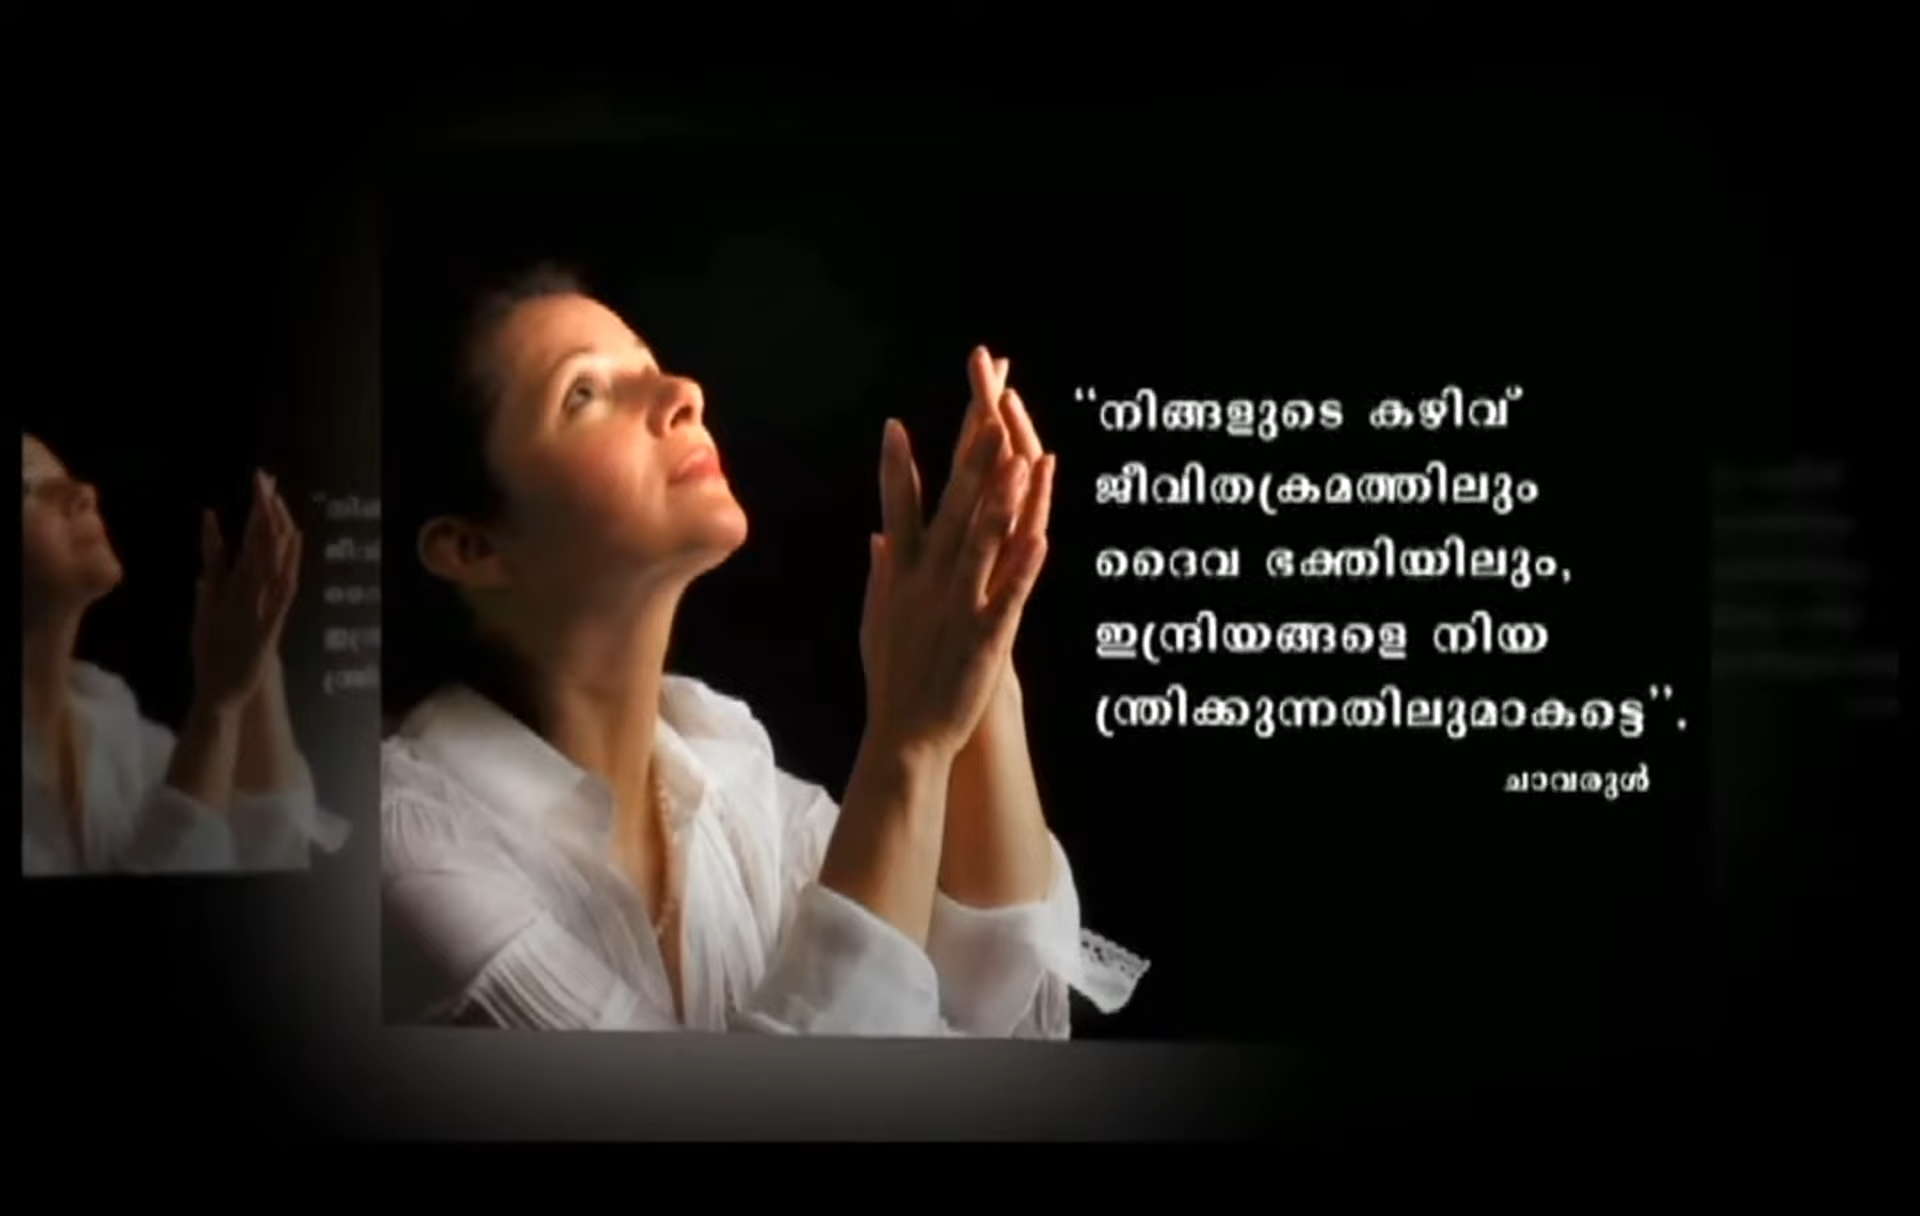 “നിങ്ങളുടെ കഴിവ്
ജീവിതക്രമത്തിലും
ദൈവ ഭക്തിയിലും,
ഇന്ദ്രിയങ്ങളെ നിയ
ന്ത്രിക്കുന്നതിലുമാകട്ടെ”.
ചാവരുൾ